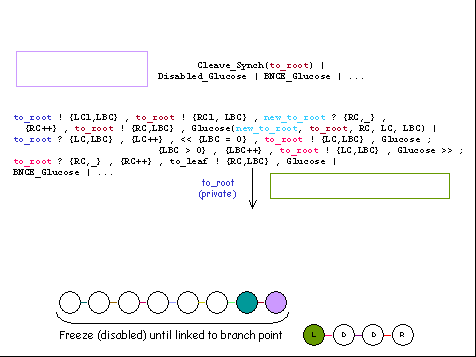 Cleave_Synch(to_root) |
Disabled_Glucose | BNCE_Glucose | ...
to_root ! {LC1,LBC} , to_root ! {RC1, LBC} , new_to_root ? {RC,_} ,
{RC++} , to_root ! {RC,LBC} , Glucose(new_to_root, to_root, RC, LC, LBC) |
to_root ? {LC,LBC} , {LC++} , << {LBC = 0} , to_root ! {LC,LBC} , Glucose ;
{LBC > 0} , {LBC++} , to_root ! {LC,LBC} , Glucose >> ;
to_root ? {RC,_} , {RC++} , to_leaf ! {RC,LBC} , Glucose |
BNCE_Glucose | ...
to_root
(private)
Freeze (disabled) until linked to branch point
L D D R